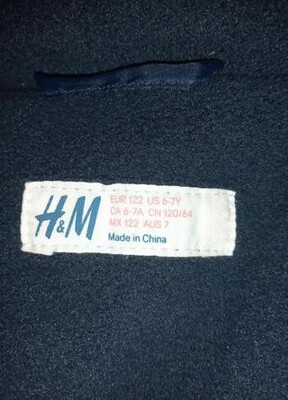 H&M
EUR 122 US 6-7Y
CA 6-7A CN 120/64
MX 122 AUS 7
Made in China